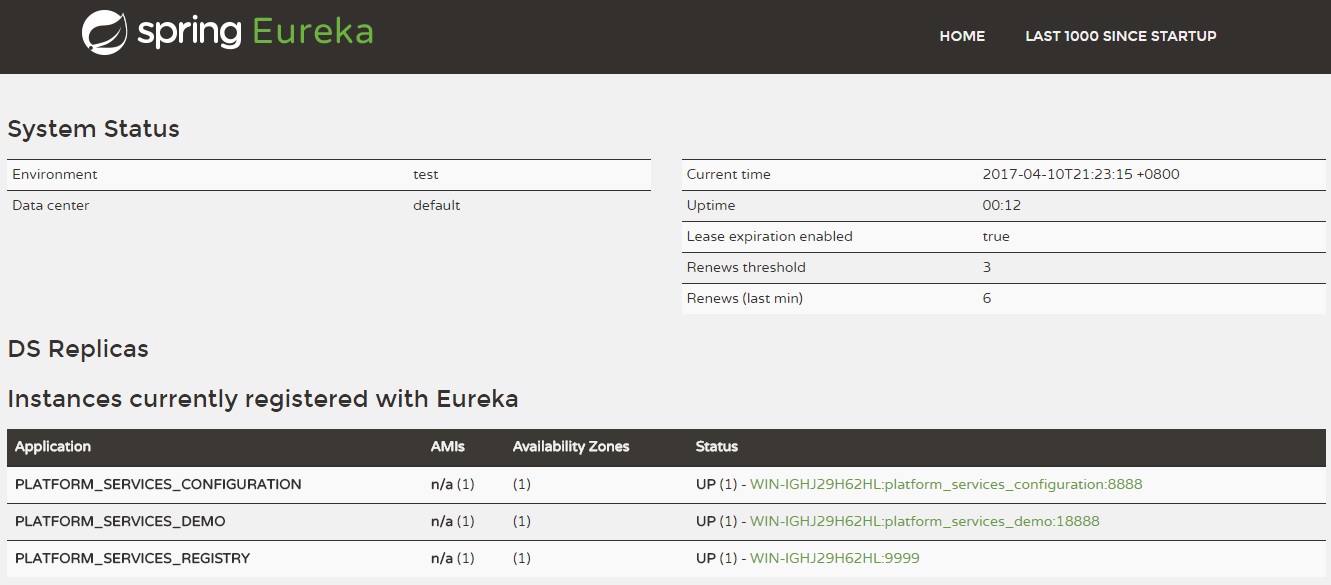 spring Eureka
HOME LAST 1000 SINCE STARTUP
System Status
Environment test
Data center default
Current time 2017-04-10T21:23:15 +0800
Uptime 00:12
Lease expiration enabled true
Renews threshold 3
Renews (last min) 6
DS Replicas
Instances currently registered with Eureka
Application AMIs Availability Zones Status
PLATFORM_SERVICES_CONFIGURATION n/a (1) (1) UP (1) - WIN-IGHJ29H62HL:platform_services_configuration:8888
PLATFORM_SERVICES_DEMO n/a (1) (1) UP (1) - WIN-IGHJ29H62HL:platform_services_demo:18888
PLATFORM_SERVICES_REGISTRY n/a (1) (1) UP (1) - WIN-IGHJ29H62HL:9999